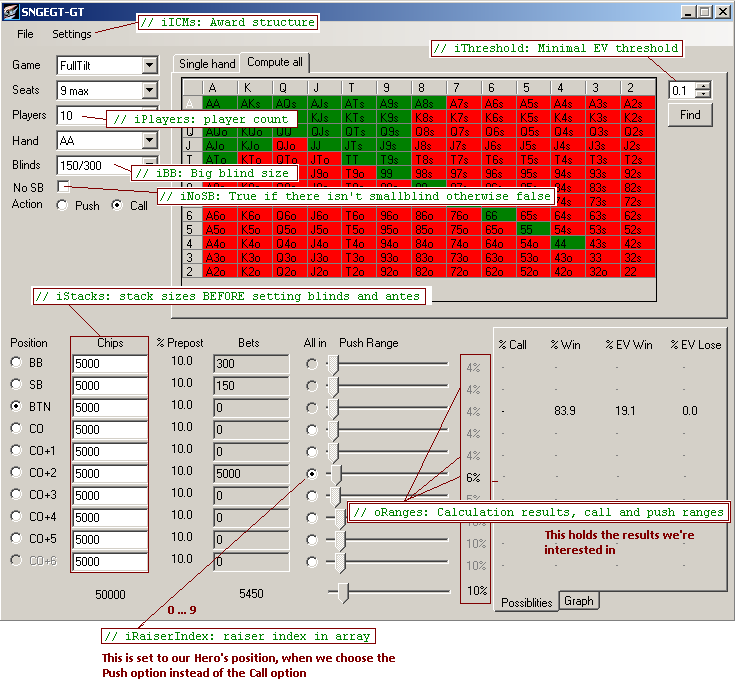 SNGEGT-GT
File Settings
// iICMs: Award structure
// iThreshold: Minimal EV threshold
Game FullTilt
Seats 9 max
Players 10
// iPlayers: player count
Hand AA
Blinds 150/300
// iBB: Big blind size
No SB
// iNoSB: True if there isn't smallblind otherwise false
Action Push Call
Single hand Compute all
0.1
Find
A K Q J T 9 8 7 6 5 4 3 2
A AA AKs AQs AJs ATs A9s A8s A7s A6s A5s A4s A3s A2s
KJs KTs K9s K8s K7s K6s K5s K4s K3s K2s
Q AQo KQo QQ QJs QTs Q9s Q8s Q7s Q6s Q5s Q4s Q3s Q2s
J AJo KJo QJo JJ JTs J9s J8s J7s J6s J5s J4s J3s J2s
T ATo KTo QTo JTo TT T9s T8s T7s T6s T5s T4s T3s T2s
J9o T9o 99 98s 97s 96s 95s 94s 93s 92s
84s 83s 82s
74s 73s 72s
6 A6o K6o Q6o J6o T6o 96o 86o 76o 66 65s 64s 63s 62s
5 A5o K5o Q5o J5o T5o 95o 85o 75o 65o 55 54s 53s 52s
4 A4o K4o Q4o J4o T4o 94o 84o 74o 64o 54o 44 43s 42s
3 A3o K3o Q3o J3o T3o 93o 83o 73o 63o 53o 43o 33 32s
2 A2o K2o Q2o J2o T2o 92o 82o 72o 62o 52o 42o 32o 22
// iStacks: stack sizes BEFORE setting blinds and antes
Position Chips % Prepost Bets All in Push Range % Call % Win % EV Win % EV Lose
BB 5000 10.0 300 4% - - - -
SB 5000 10.0 150 4% - - - -
BTN 5000 10.0 0 4% - 83.9 19.1 0.0
CO 5000 10.0 0 4% - - - -
CO+1 5000 10.0 0 4% - - - -
CO+2 5000 10.0 5000 6%
CO+3 5000 10.0 0
// oRanges: Calculation results, call and push ranges
CO+4 5000 10.0 0 10%
CO+5 5000 10.0 0 10%
CO+6 5000 10.0 0 10%
This holds the results we're
interested in
50000 5450 10%
0 ... 9
Possiblities Graph
// iRaiserIndex: raiser index in array
This is set to our Hero's position, when we choose the
Push option instead of the Call option